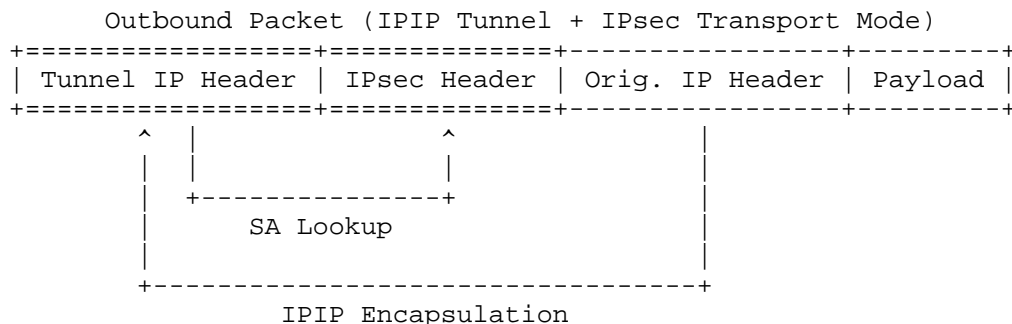 Outbound Packet (IPIP Tunnel + IPsec Transport Mode)
Tunnel IP Header | IPsec Header | Orig. IP Header | Payload
SA Lookup
IPIP Encapsulation